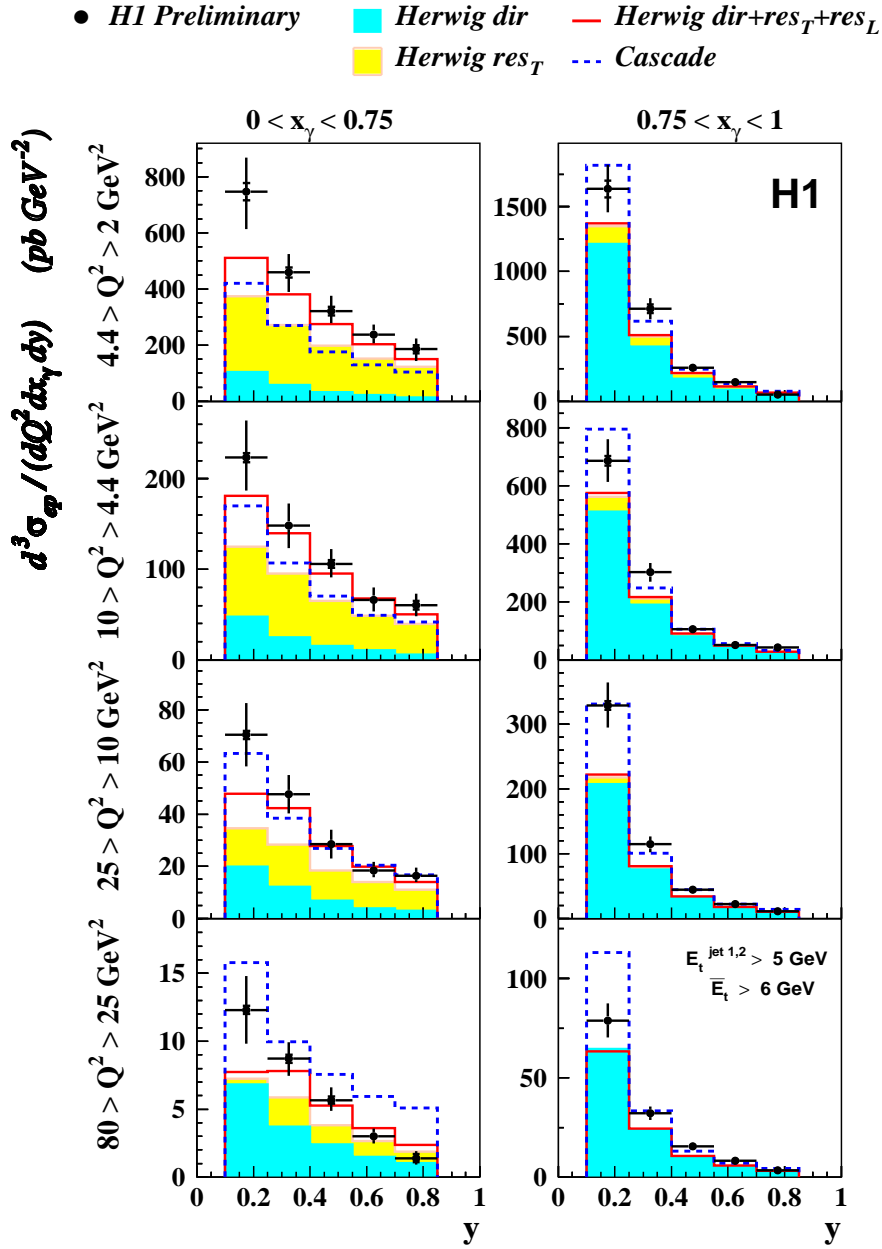 H1 Preliminary Herwig dir Herwig dir+res_T+res_L
Herwig res_T Cascade
0 < x_γ < 0.75 0.75 < x_γ < 1
d³σ_ep / (dQ² dx_γ dy) (pb GeV⁻²)
4.4 > Q² > 2 GeV²
800
600
400
200
0
H1
1500
1000
500
0
10 > Q² > 4.4 GeV²
200
100
0
800
600
400
200
0
25 > Q² > 10 GeV²
80
60
40
20
0
300
200
100
0
80 > Q² > 25 GeV²
15
10
5
0
E_t ^jet 1,2 > 5 GeV
E̅_t > 6 GeV
100
75
50
25
0
0 0.2 0.4 0.6 0.8 1 0 0.2 0.4 0.6 0.8 1
y y